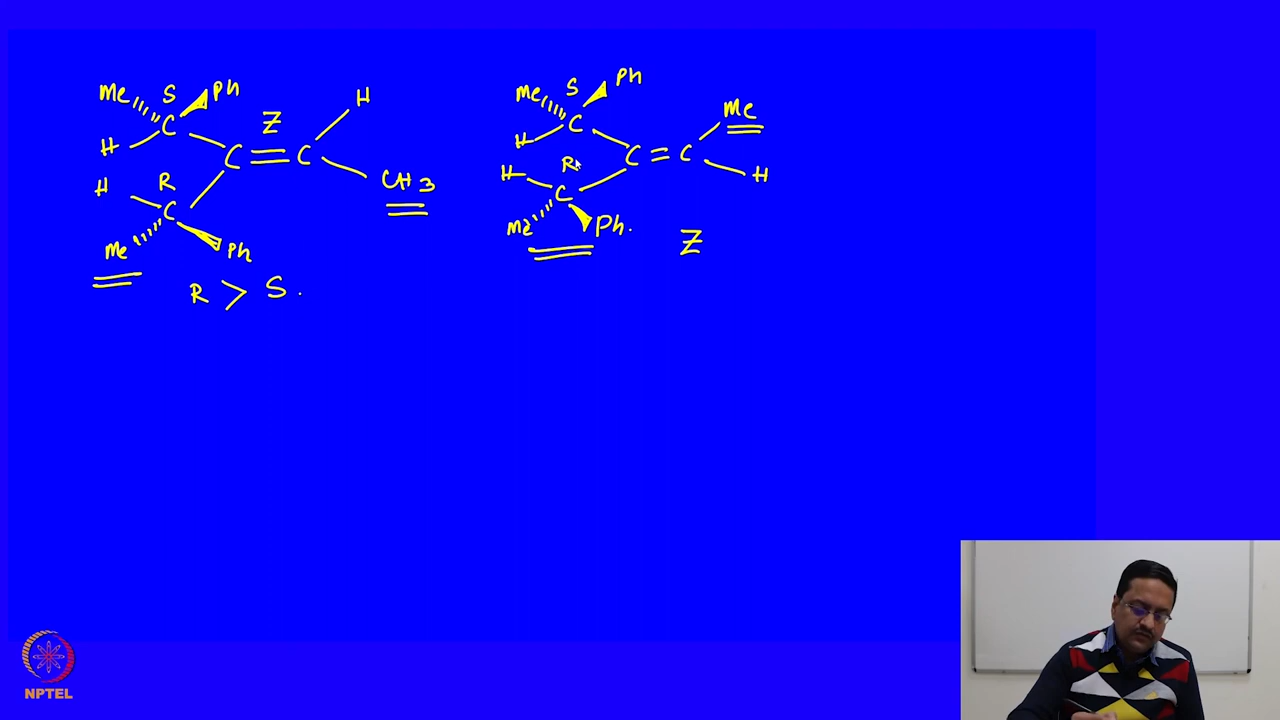 Me S Ph
H C
Z
H
C = C
H R
C
CH3
Me
Ph
R > S.
Me S Ph
H C
Me
R
C = C
H
C
H
Me Ph.
Z
NPTEL